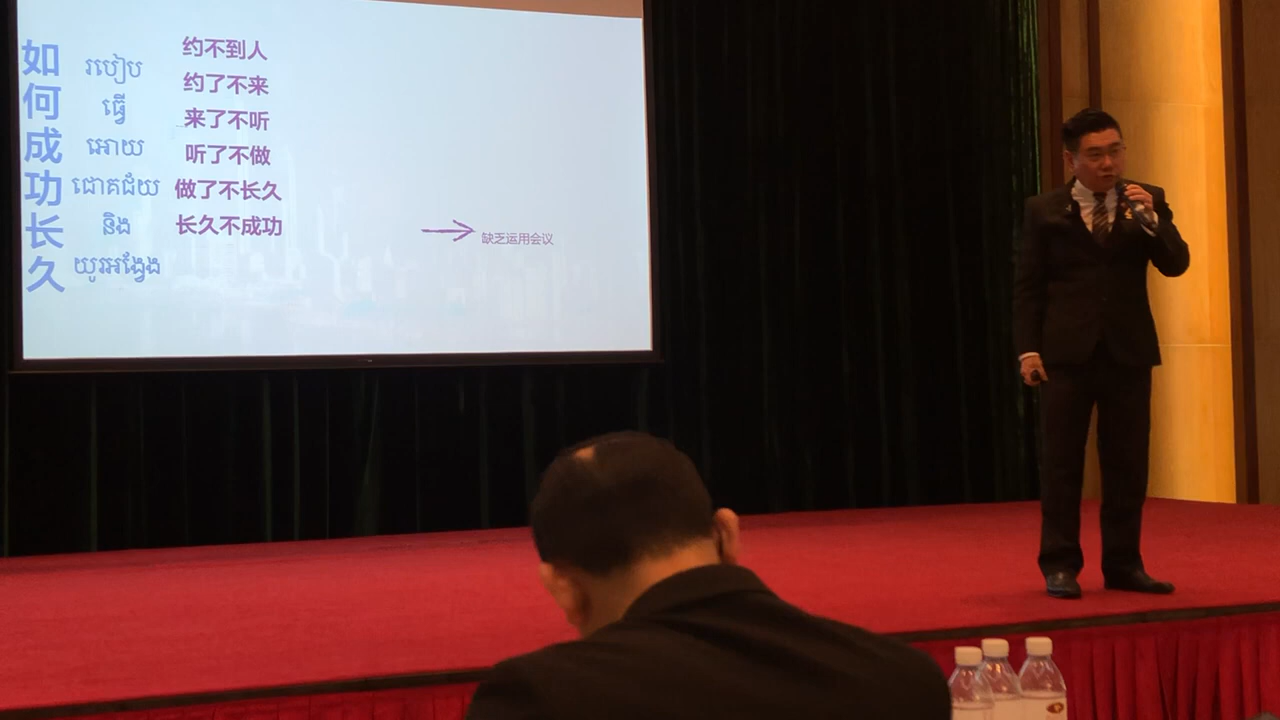 如何成功长久
របៀប
ធ្វើ
អោយ
ជោគជ័យ
និង
យូរអង្វែង
约不到人
约了不来
来了不听
听了不做
做了不长久
长久不成功
缺乏运用会议